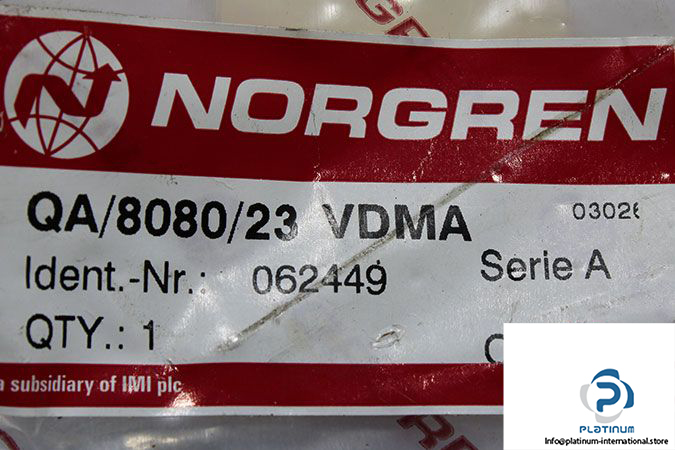 NORGREN
QA/8080/23 VDMA
Ident.-Nr.: 062449 Serie A
QTY.: 1
a subsidiary of IMI plc
PLATINUM
Info@platinum-international.store